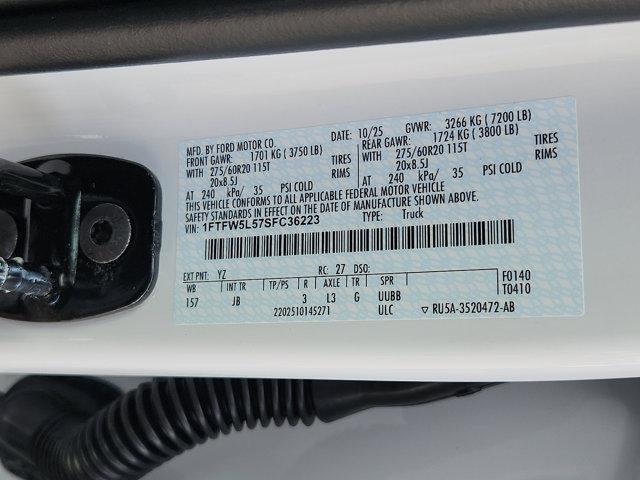 MFD. BY FORD MOTOR CO. DATE: 10/25 GVWR: 3266 KG ( 7200 LB)
FRONT GAWR: 1701 KG ( 3750 LB) REAR GAWR: 1724 KG ( 3800 LB)
WITH 275/60R20 115T TIRES WITH 275/60R20 115T TIRES
20x8.5J RIMS 20x8.5J RIMS
AT 240 kPa/ 35 PSI COLD AT 240 kPa/ 35 PSI COLD
THIS VEHICLE CONFORMS TO ALL APPLICABLE FEDERAL MOTOR VEHICLE
SAFETY STANDARDS IN EFFECT ON THE DATE OF MANUFACTURE SHOWN ABOVE.
VIN: 1FTFW5L57SFC36223 TYPE: Truck
EXT PNT: YZ RC: 27 DSO:
WB INT TR TP/PS R AXLE TR SPR
157 JB 3 L3 G UUBB
2202510145271 ULC
F0140
T0410
▽ RU5A-3520472-AB